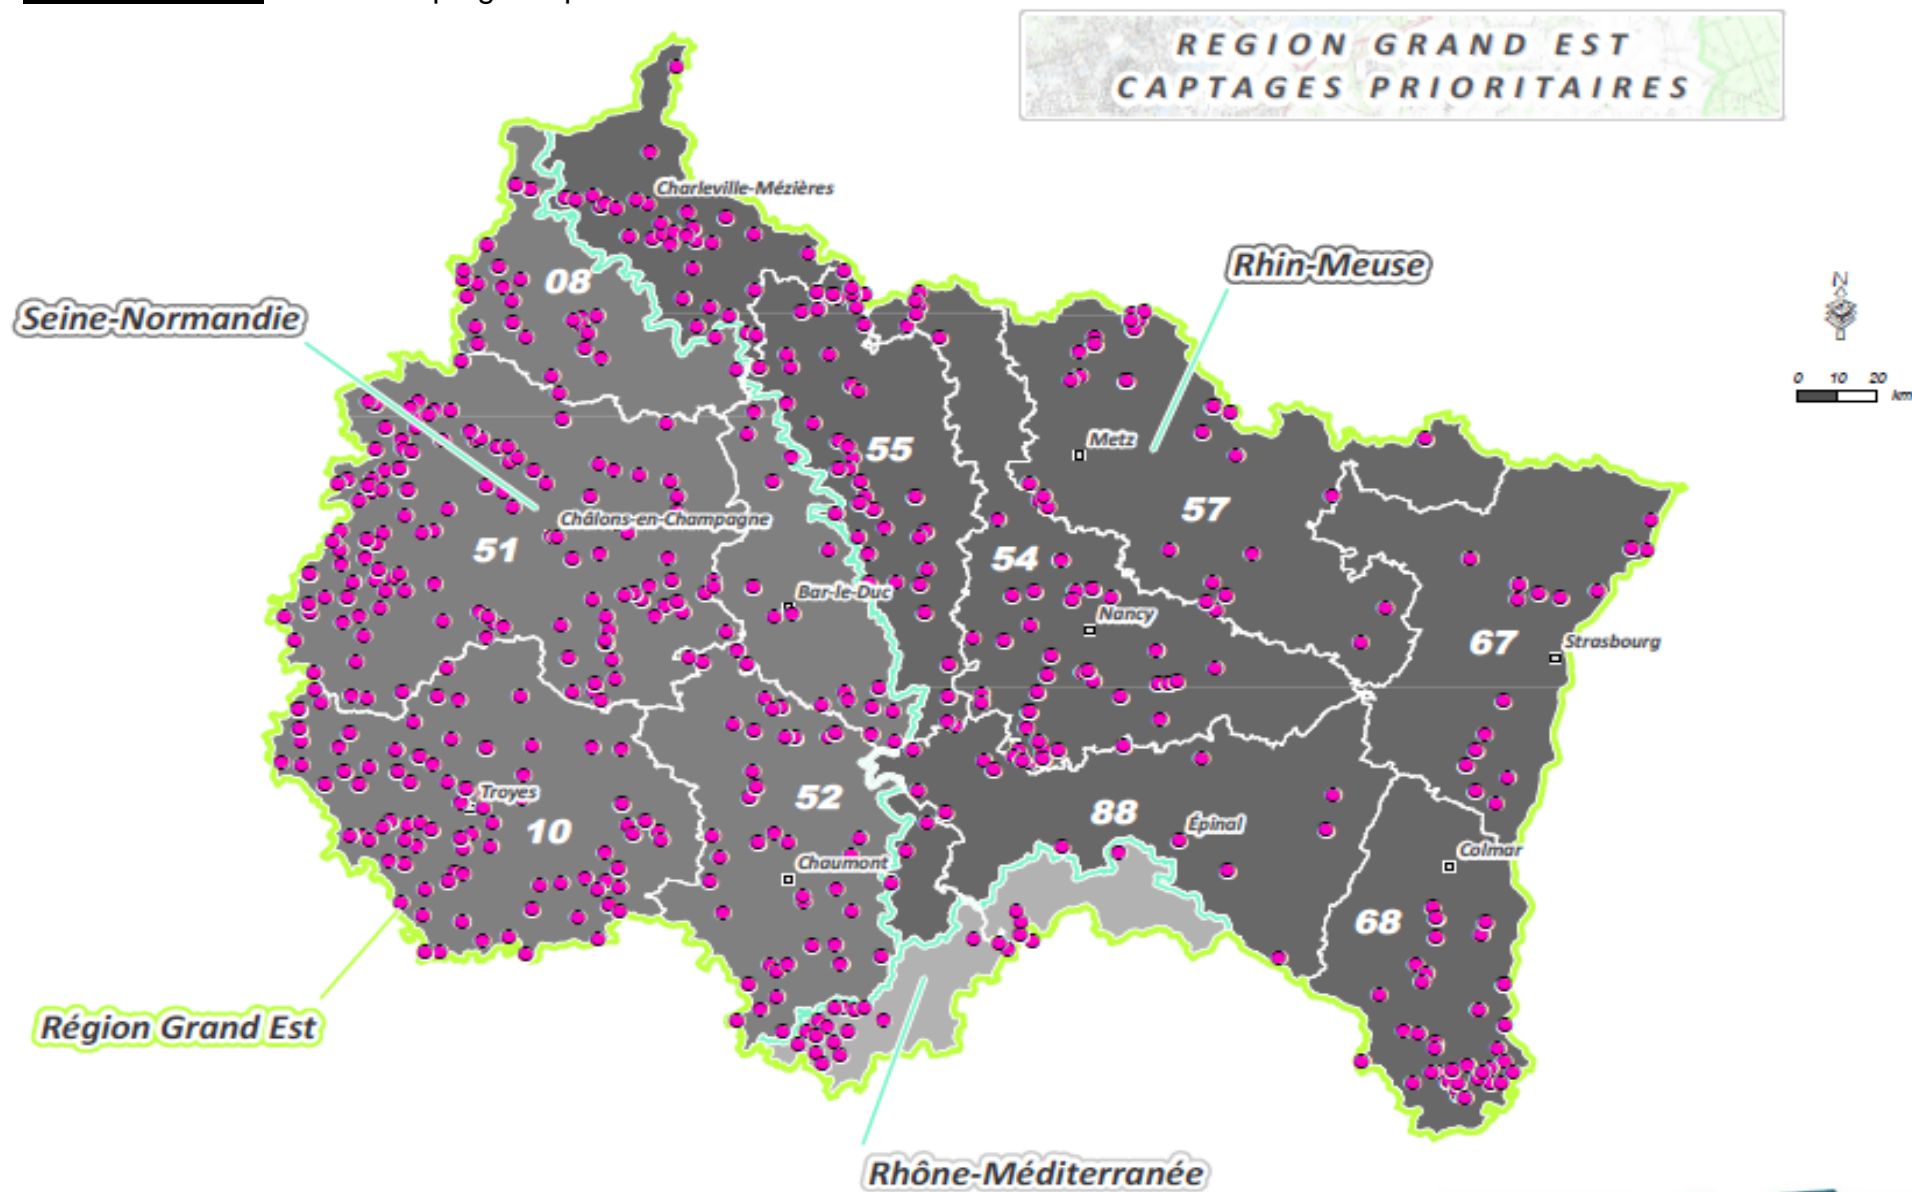 REGION GRAND EST
CAPTAGES PRIORITAIRES
Charleville-Mézières
Rhin-Meuse
08
Seine-Normandie
N
0 10 20
km
Metz
55
57
Châlons-en-Champagne
51
54
Bar-le-Duc
Nancy
67
Strasbourg
Troyes
52
10
88
Épinal
Colmar
Chaumont
68
Région Grand Est
Rhône-Méditerranée